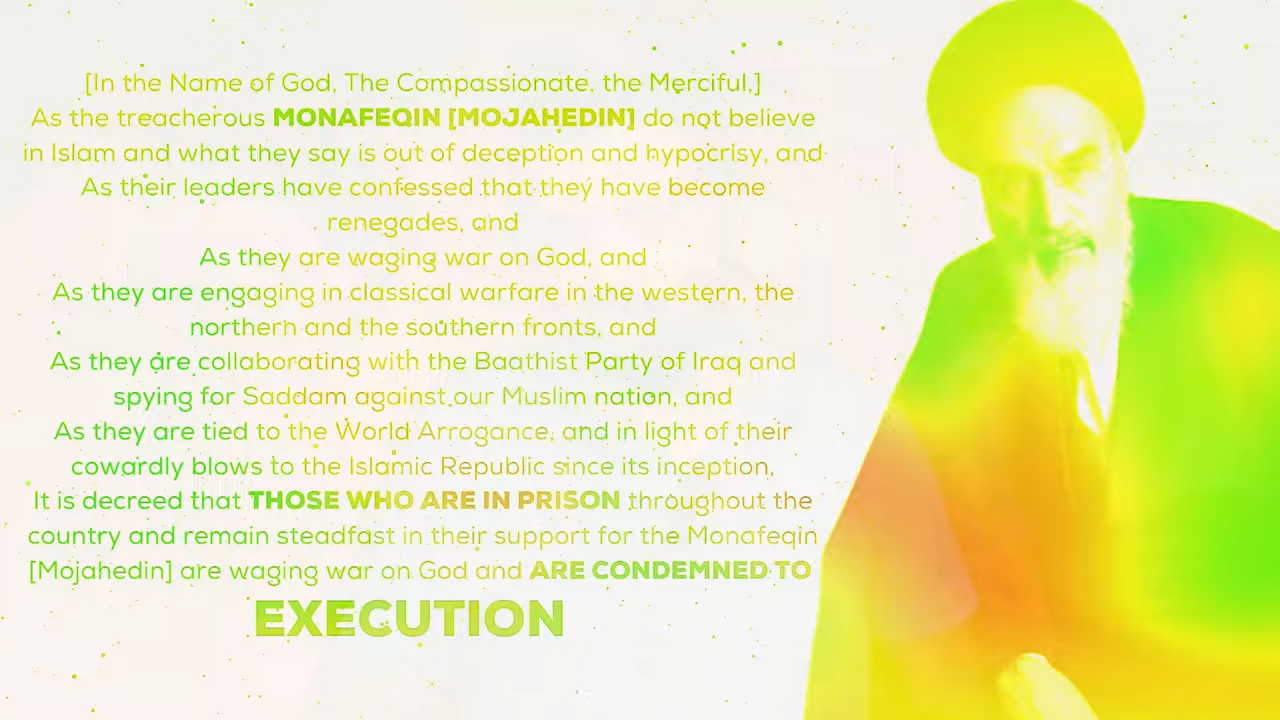 [In the Name of God, The Compassionate, the Merciful,]
As the treacherous MONAFEQIN [MOJAHEDIN] do not believe
in Islam and what they say is out of deception and hypocrisy, and
As their leaders have confessed that they have become
renegades, and
As they are waging war on God, and
As they are engaging in classical warfare in the western, the
northern and the southern fronts, and
As they are collaborating with the Baathist Party of Iraq and
spying for Saddam against our Muslim nation, and
As they are tied to the World Arrogance, and in light of their
cowardly blows to the Islamic Republic since its inception,
It is decreed that THOSE WHO ARE IN PRISON throughout the
country and remain steadfast in their support for the Monafeqin
[Mojahedin] are waging war on God and ARE CONDEMNED TO
EXECUTION